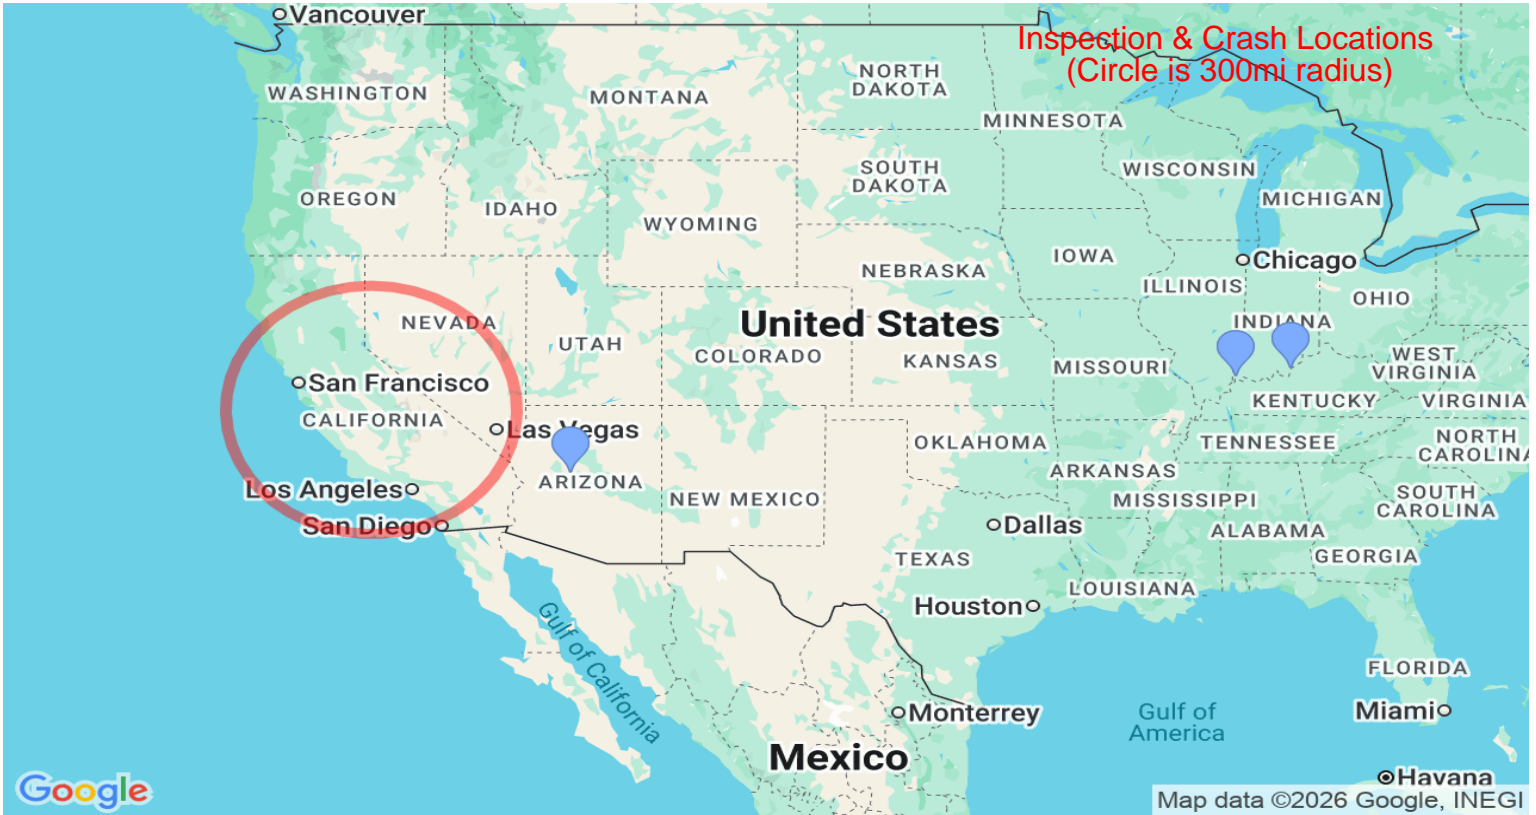 Vancouver
Inspection & Crash Locations
(Circle is 300mi radius)
WASHINGTON
MONTANA
NORTH
DAKOTA
MINNESOTA
OREGON
IDAHO
SOUTH
DAKOTA
WISCONSIN
MICHIGAN
WYOMING
NEBRASKA
IOWA
Chicago
ILLINOIS
INDIANA
OHIO
NEVADA
UTAH
United States
COLORADO
KANSAS
MISSOURI
WEST
VIRGINIA
San Francisco
CALIFORNIA
KENTUCKY
VIRGINIA
Las Vegas
ARIZONA
NEW MEXICO
OKLAHOMA
ARKANSAS
TENNESSEE
NORTH
CAROLINA
Los Angeles
San Diego
Dallas
MISSISSIPPI
ALABAMA
SOUTH
CAROLINA
TEXAS
GEORGIA
Houston
LOUISIANA
Gulf of California
FLORIDA
Monterrey
Gulf of
America
Miami
Mexico
Havana
Google
Map data ©2026 Google, INEGI